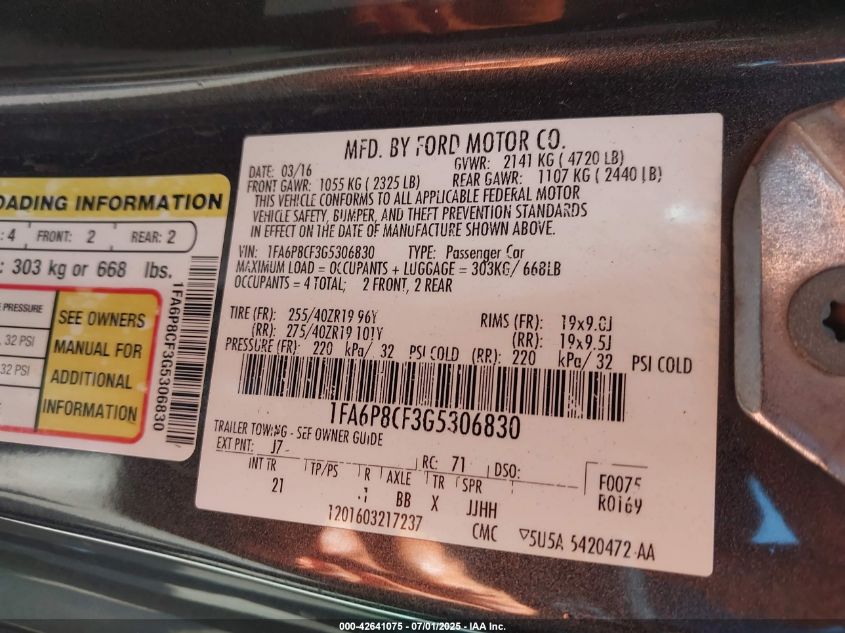 OADING INFORMATION
: 4 FRONT: 2 REAR: 2
: 303 kg or 668 lbs.
PRESSURE
, 32 PSI
32 PSI
SEE OWNERS
MANUAL FOR
ADDITIONAL
INFORMATION
1FA6P8CF3G5306830
MFD. BY FORD MOTOR CO.
DATE: 03/16 GVWR: 2141 KG ( 4720 LB)
FRONT GAWR: 1055 KG ( 2325 LB) REAR GAWR: 1107 KG ( 2440 LB)
THIS VEHICLE CONFORMS TO ALL APPLICABLE FEDERAL MOTOR
VEHICLE SAFETY, BUMPER, AND THEFT PREVENTION STANDARDS
IN EFFECT ON THE DATE OF MANUFACTURE SHOWN ABOVE.
VIN: 1FA6P8CF3G5306830 TYPE: Passenger Car
MAXIMUM LOAD = OCCUPANTS + LUGGAGE = 303KG/ 668LB
OCCUPANTS = 4 TOTAL; 2 FRONT, 2 REAR
TIRE (FR): 255/40ZR19 96Y RIMS (FR): 19x9.0J
(RR): 275/40ZR19 101Y (RR): 19x9.5J
PRESSURE (FR): 220 kPa/ 32 PSI COLD (RR): 220 kPa/ 32 PSI COLD
1FA6P8CF3G5306830
TRAILER TOWING - SEE OWNER GUIDE
EXT PNT: J7 RC: 71 DSO:
INT TR TP/PS R AXLE TR SPR F0075
21 BB X JJHH R0169
1201603217237 CMC 5U5A 5420472 AA
000-42641075 - 07/01/2025 - IAA Inc.